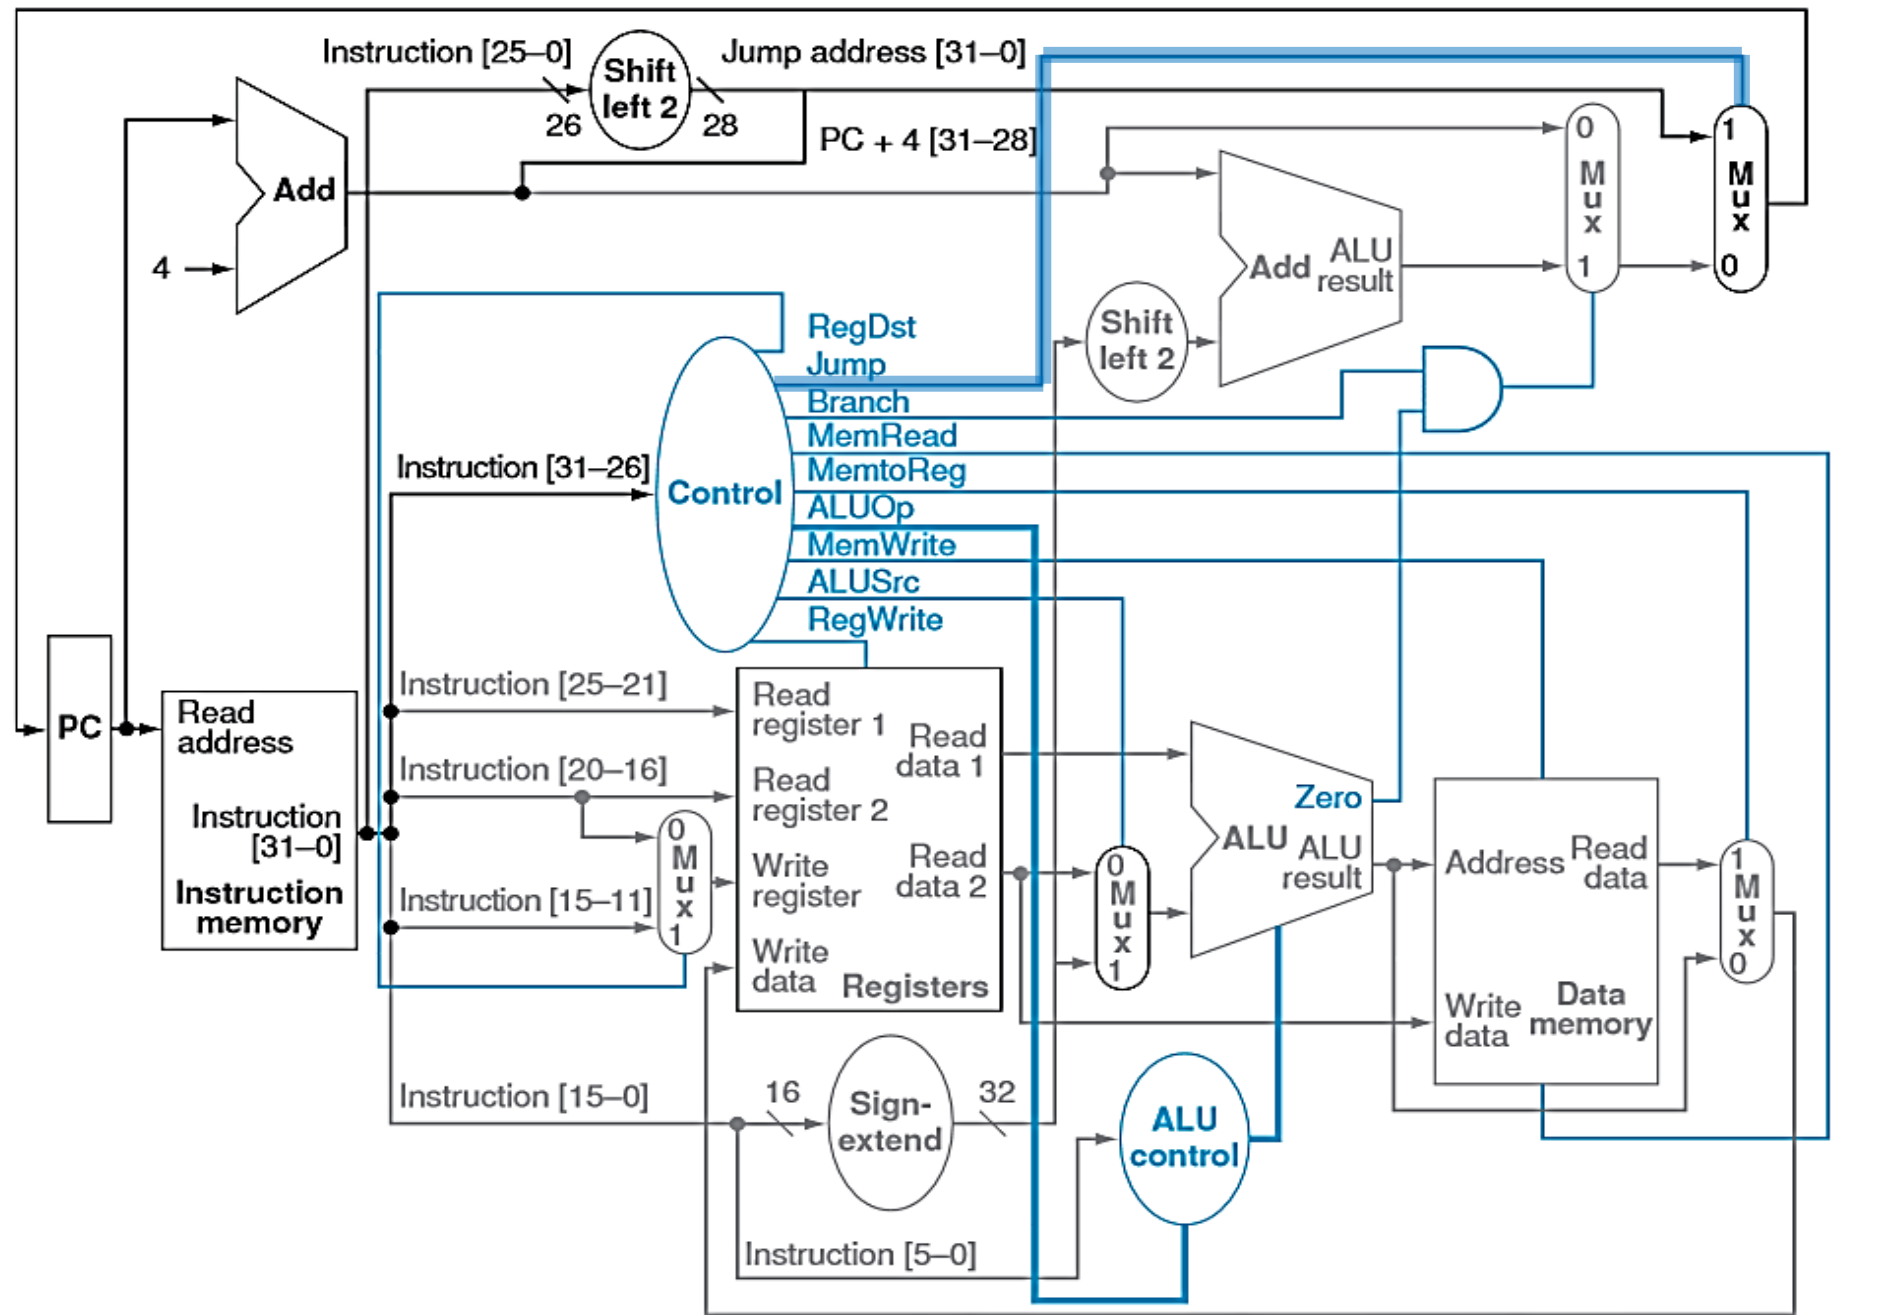 Instruction [25–0]
Shift
left 2
Jump address [31–0]
26
28
PC + 4 [31–28]
Add
4
0
M
u
x
1
1
M
u
x
0
Add
ALU
result
Shift
left 2
RegDst
Jump
Branch
MemRead
MemtoReg
ALUOp
MemWrite
ALUSrc
RegWrite
Control
Instruction [31–26]
PC
Read
address
Instruction
[31–0]
Instruction
memory
Instruction [25–21]
Instruction [20–16]
Instruction [15–11]
0
M
u
x
1
Read
register 1
Read
register 2
Write
register
Write
data
Read
data 1
Read
data 2
Registers
0
M
u
x
1
Zero
ALU
ALU
result
Address
Read
data
Write
data
Data
memory
1
M
u
x
0
Instruction [15–0]
16
Sign-
extend
32
ALU
control
Instruction [5–0]